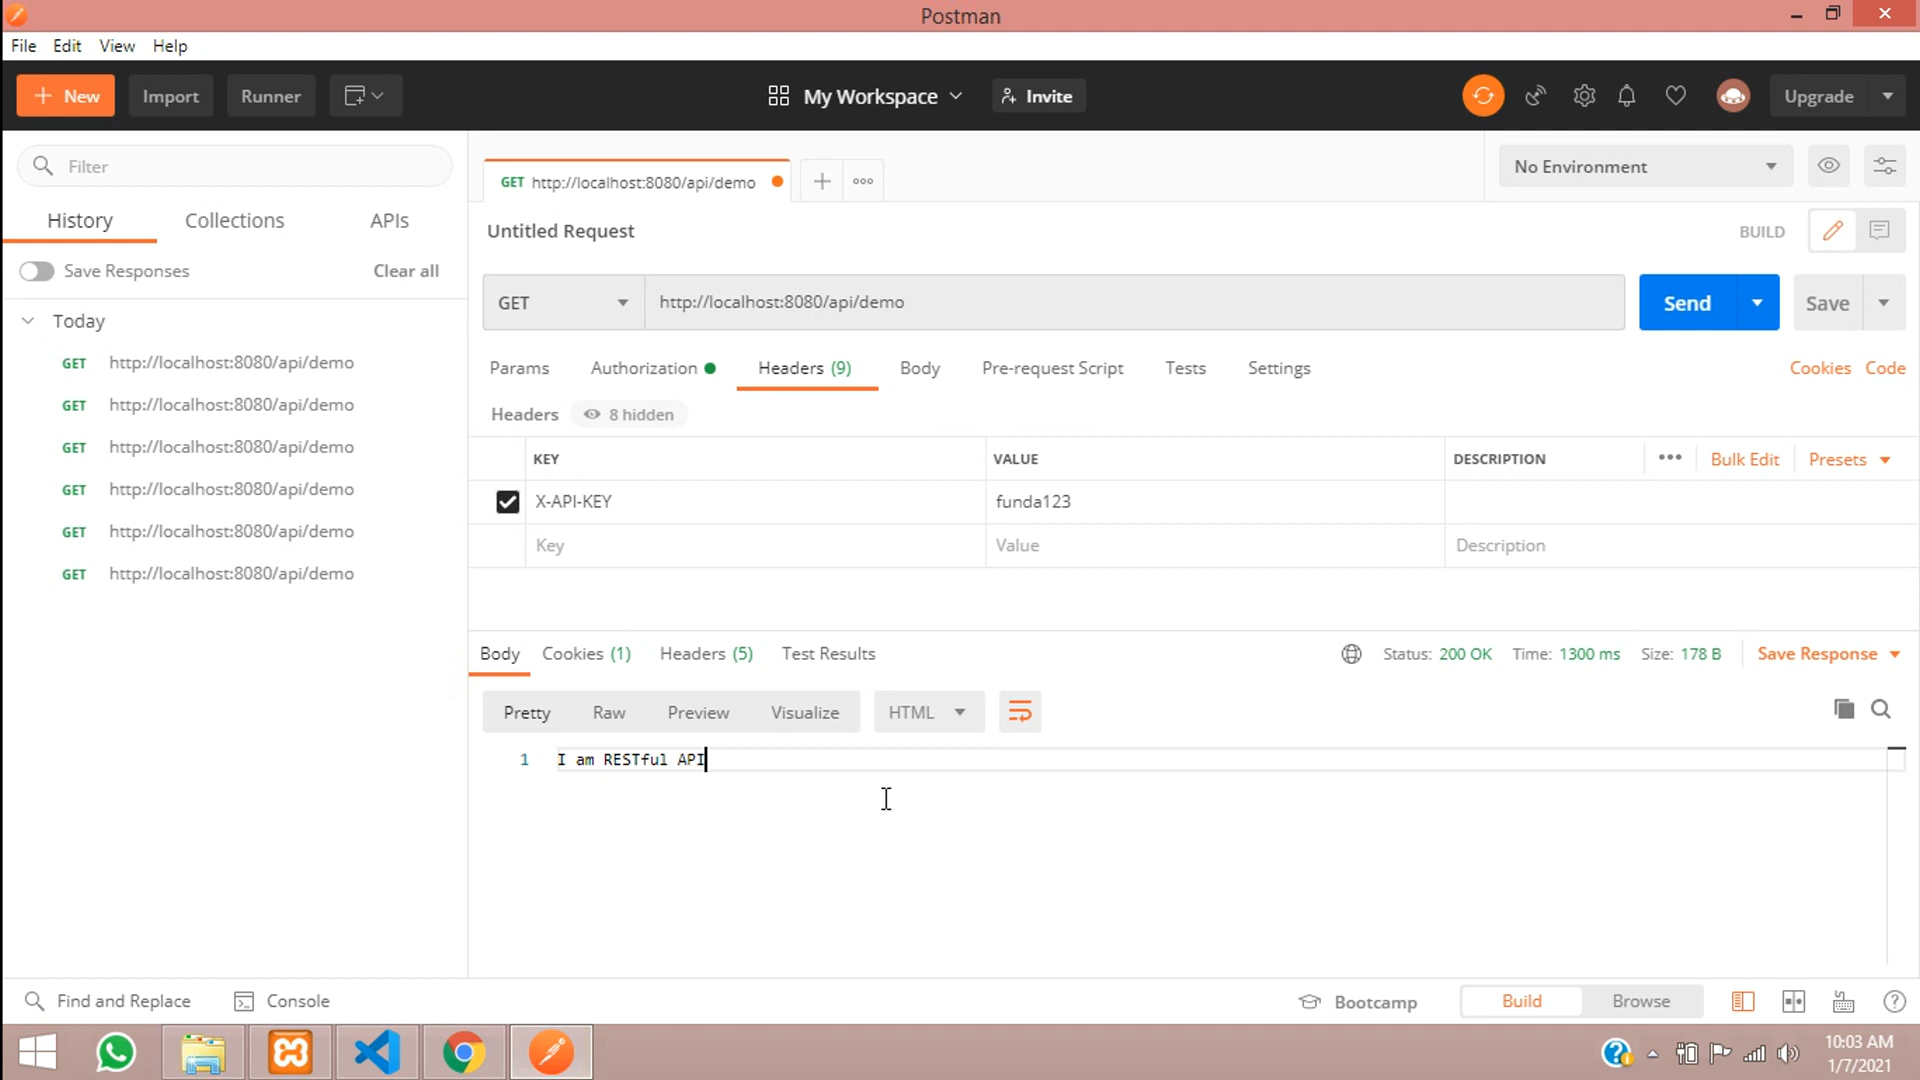 Postman
File Edit View Help
New Import Runner My Workspace Invite Upgrade
Filter
GET http://localhost:8080/api/demo
No Environment
History Collections APIs
Untitled Request
BUILD
Save Responses Clear all
GET http://localhost:8080/api/demo Send Save
Today
GET http://localhost:8080/api/demo
GET http://localhost:8080/api/demo
GET http://localhost:8080/api/demo
GET http://localhost:8080/api/demo
GET http://localhost:8080/api/demo
GET http://localhost:8080/api/demo
Params Authorization Headers (9) Body Pre-request Script Tests Settings Cookies Code
Headers 8 hidden
KEY VALUE DESCRIPTION Bulk Edit Presets
X-API-KEY funda123
Key Value Description
Body Cookies (1) Headers (5) Test Results Status: 200 OK Time: 1300 ms Size: 178 B Save Response
Pretty Raw Preview Visualize HTML
1 I am RESTful API
Find and Replace Console Bootcamp Build Browse
10:03 AM
1/7/2021